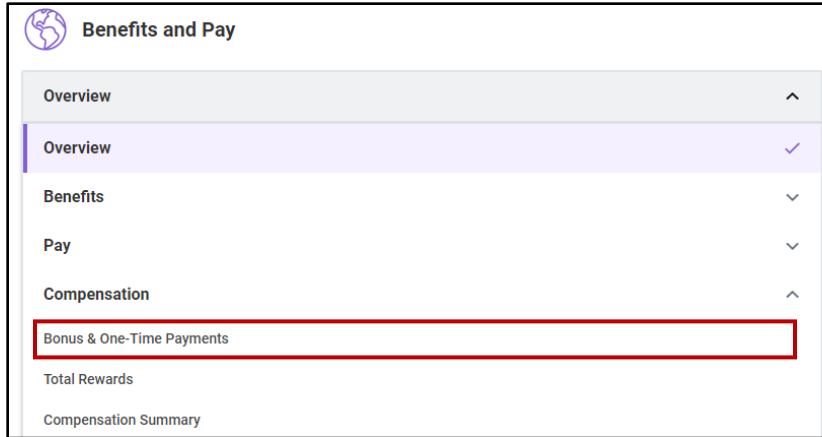 Benefits and Pay
Overview
Overview
Benefits
Pay
Compensation
Bonus & One-Time Payments
Total Rewards
Compensation Summary